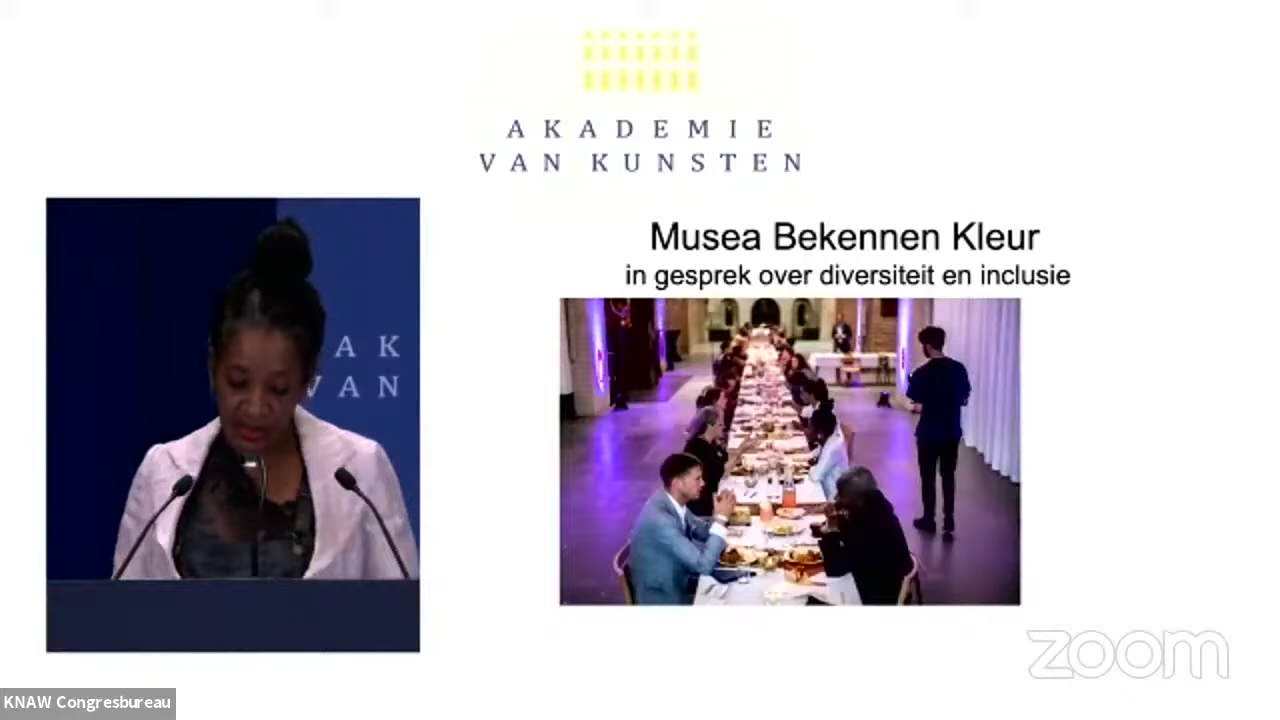 AKADEMIE
VAN KUNSTEN
Musea Bekennen Kleur
in gesprek over diversiteit en inclusie
AK
VAN
zoom
KNAW Congresbureau